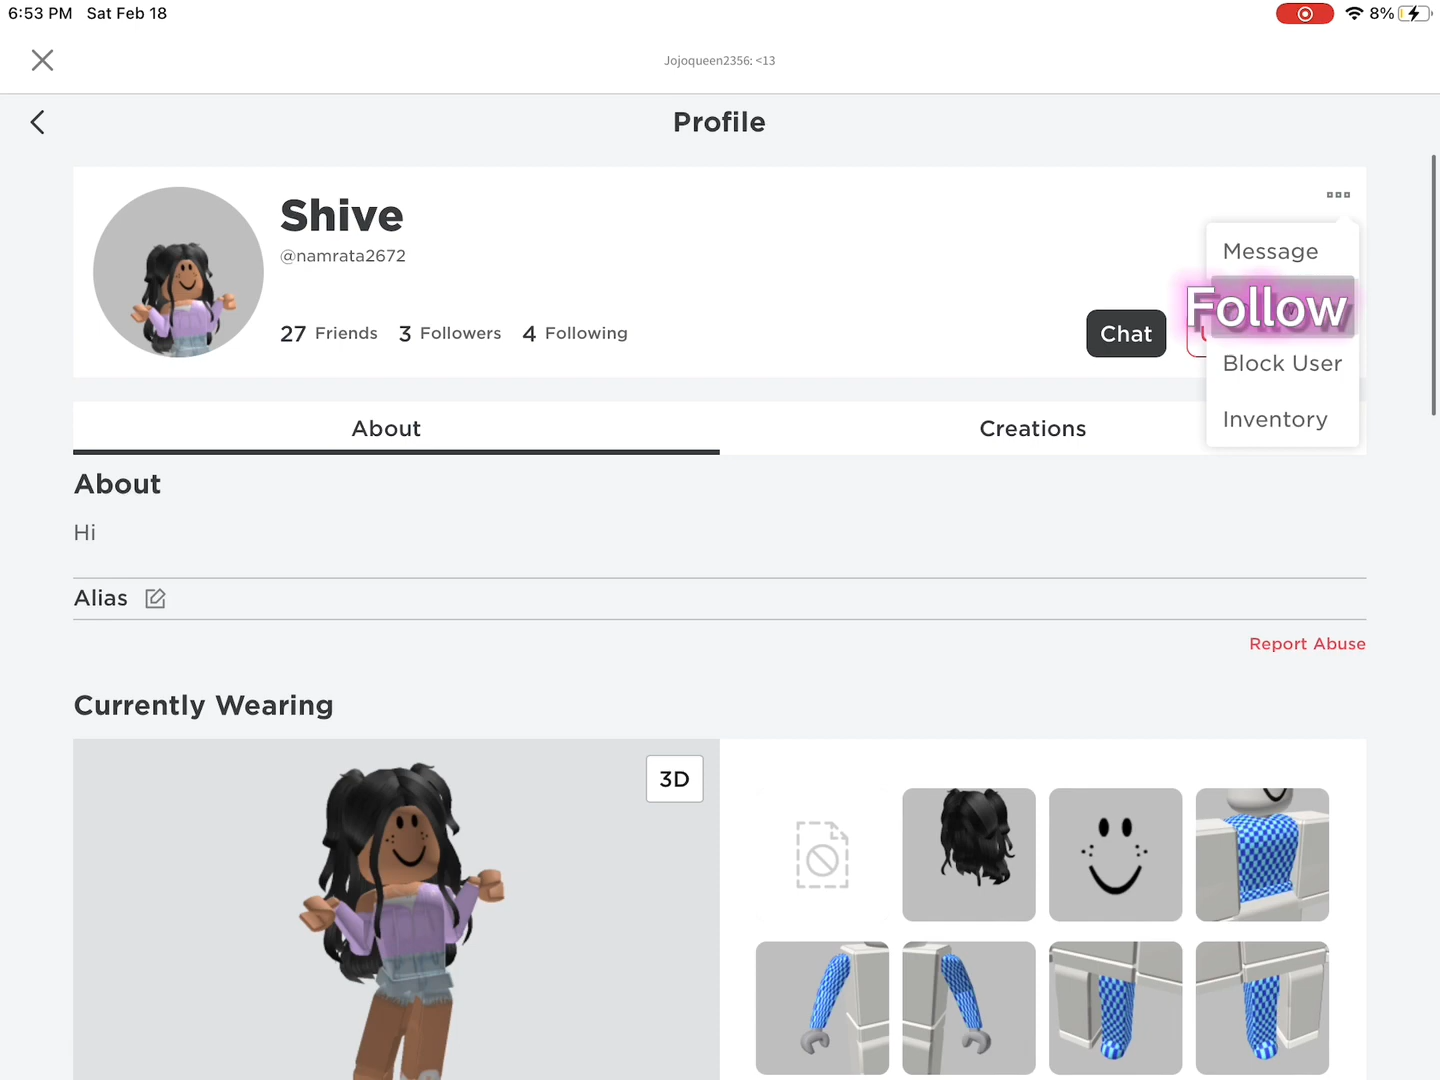 6:53 PM Sat Feb 18
8%
Jojoqueen2356: <13
Profile
Shive
@namrata2672
27 Friends 3 Followers 4 Following
Chat
Message
Follow
Block User
Inventory
About
Creations
About
Hi
Alias
Report Abuse
Currently Wearing
3D